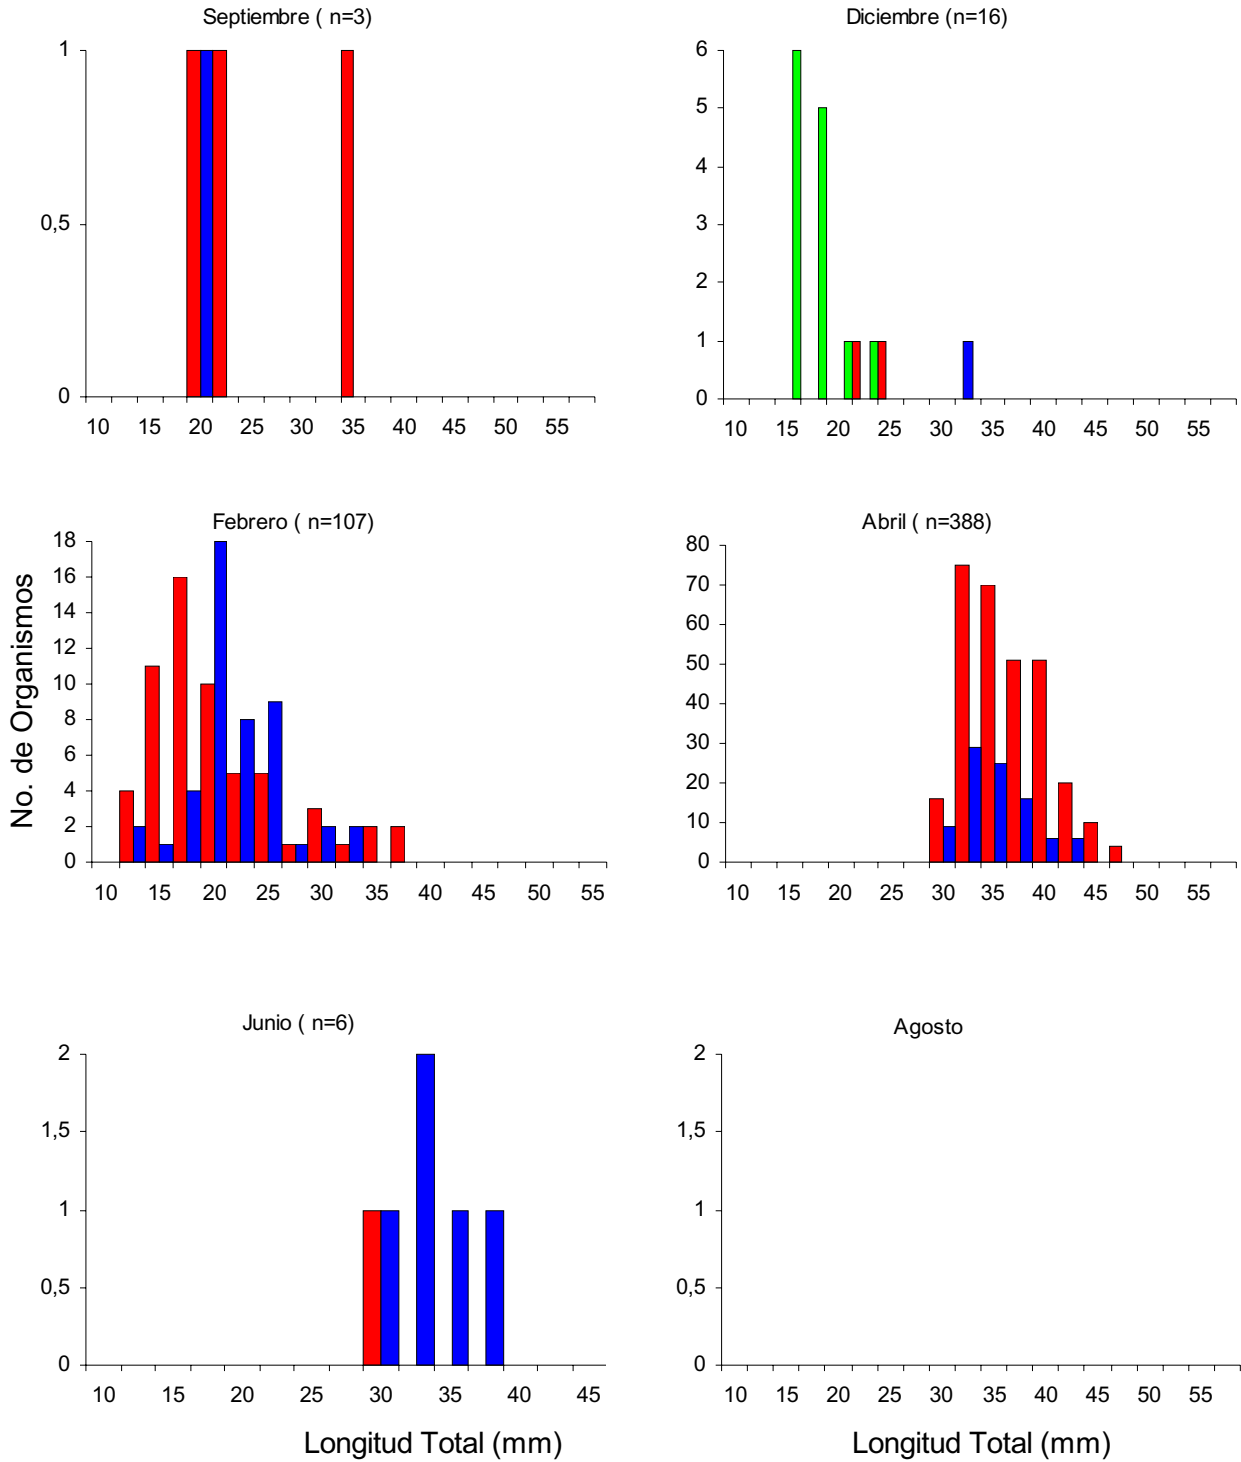 Septiembre ( n=3)
1
0,5
0
10 15 20 25 30 35 40 45 50 55
Diciembre (n=16)
6
5
4
3
2
1
0
10 15 20 25 30 35 40 45 50 55
No. de Organismos
Febrero ( n=107)
18
16
14
12
10
8
6
4
2
0
10 15 20 25 30 35 40 45 50 55
Abril ( n=388)
80
70
60
50
40
30
20
10
0
10 15 20 25 30 35 40 45 50 55
Junio ( n=6)
2
1,5
1
0,5
0
10 15 20 25 30 35 40 45
Longitud Total (mm)
Agosto
2
1,5
1
0,5
0
10 15 20 25 30 35 40 45 50 55
Longitud Total (mm)